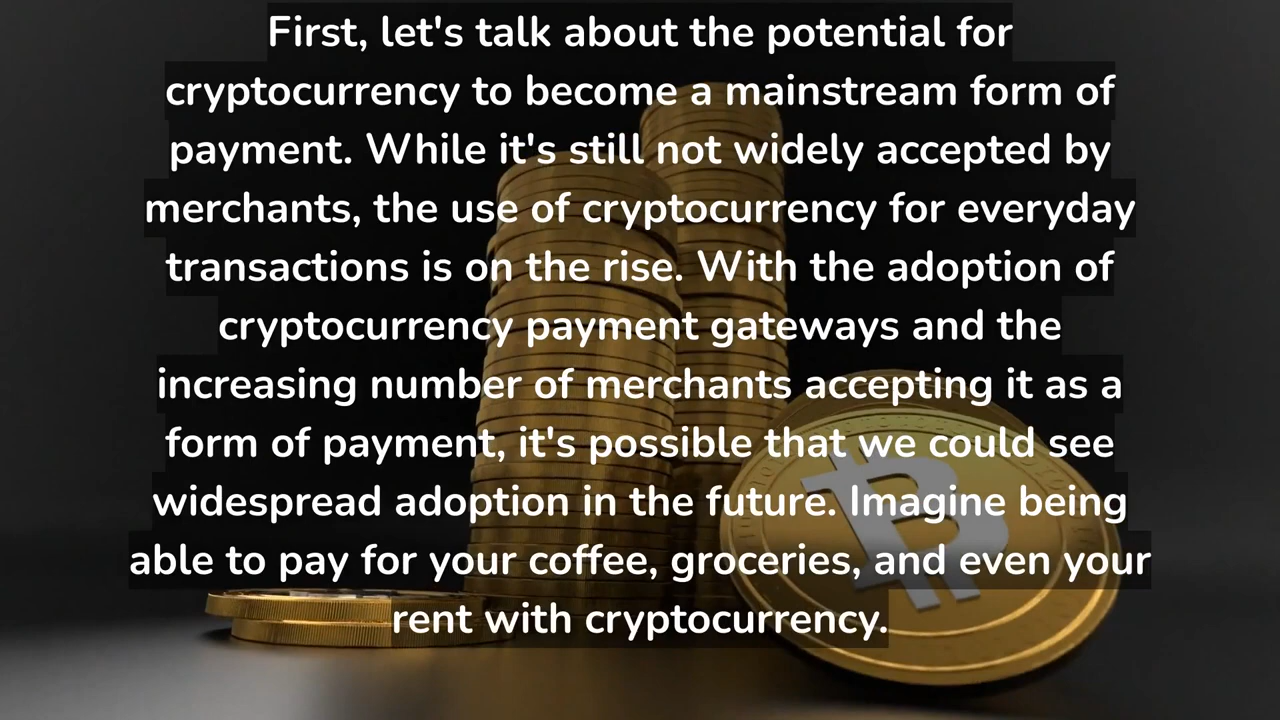 First, let's talk about the potential for
cryptocurrency to become a mainstream form of
payment. While it's still not widely accepted by
merchants, the use of cryptocurrency for everyday
transactions is on the rise. With the adoption of
cryptocurrency payment gateways and the
increasing number of merchants accepting it as a
form of payment, it's possible that we could see
widespread adoption in the future. Imagine being
able to pay for your coffee, groceries, and even your
rent with cryptocurrency.